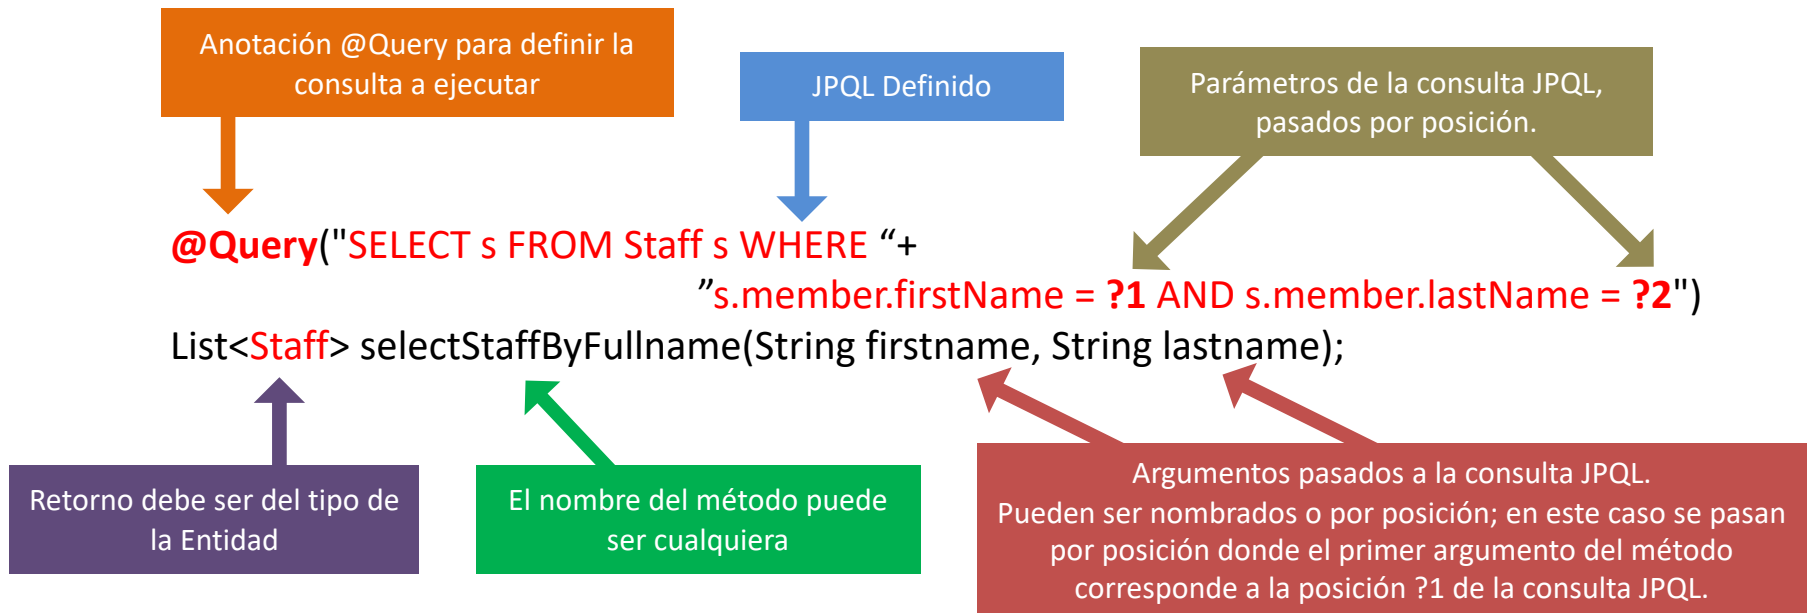 Anotación @Query para definir la
consulta a ejecutar
JPQL Definido
Parámetros de la consulta JPQL,
pasados por posición.
@Query("SELECT s FROM Staff s WHERE “+
”s.member.firstName = ?1 AND s.member.lastName = ?2")
List<Staff> selectStaffByFullname(String firstname, String lastname);
Retorno debe ser del tipo de
la Entidad
El nombre del método puede
ser cualquiera
Argumentos pasados a la consulta JPQL.
Pueden ser nombrados o por posición; en este caso se pasan
por posición donde el primer argumento del método
corresponde a la posición ?1 de la consulta JPQL.